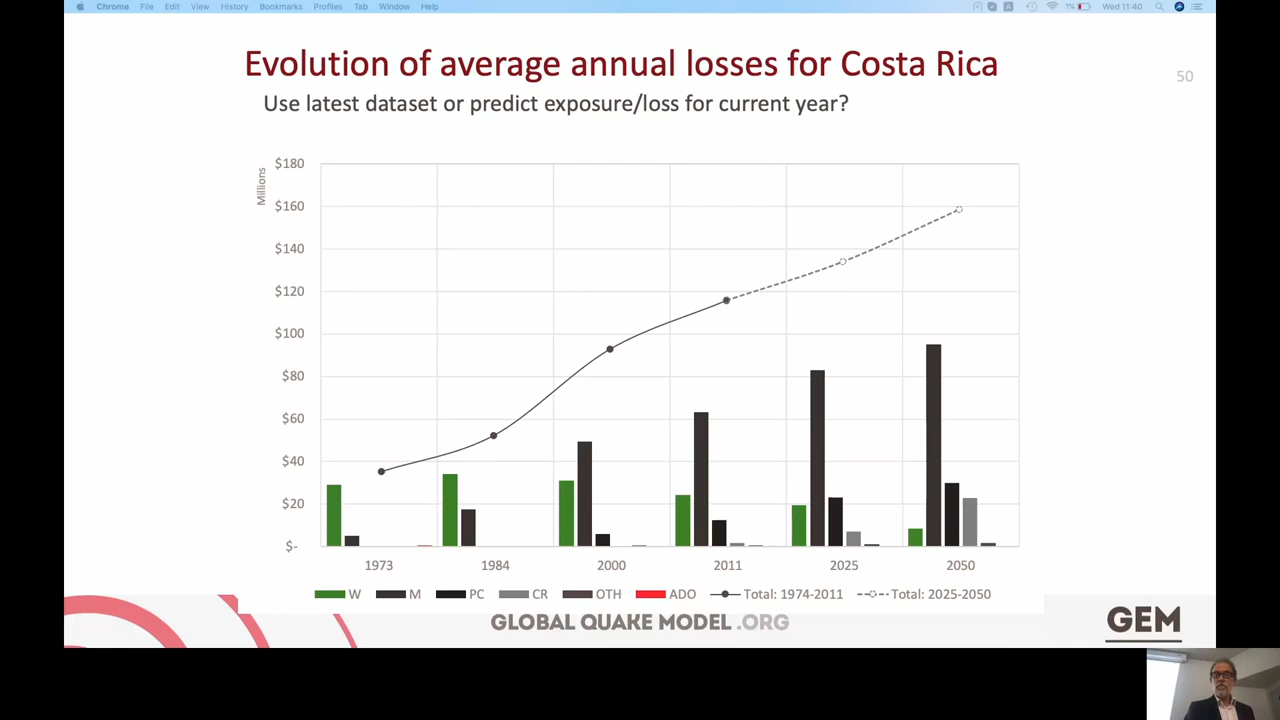 Chrome File Edit View History Bookmarks Profiles Tab Window Help 1% Wed 11:40
Evolution of average annual losses for Costa Rica
50
Use latest dataset or predict exposure/loss for current year?
Millions
$180
$160
$140
$120
$100
$80
$60
$40
$20
$-
1973 1984 2000 2011 2025 2050
W M PC CR OTH ADO Total: 1974-2011 Total: 2025-2050
GLOBAL QUAKE MODEL .ORG
GEM